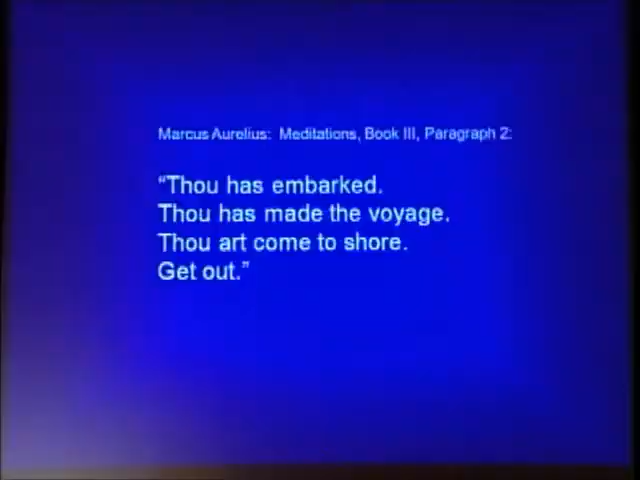 Marcus Aurelius:  Meditations, Book III, Paragraph 2:
“Thou has embarked.
Thou has made the voyage.
Thou art come to shore.
Get out.”